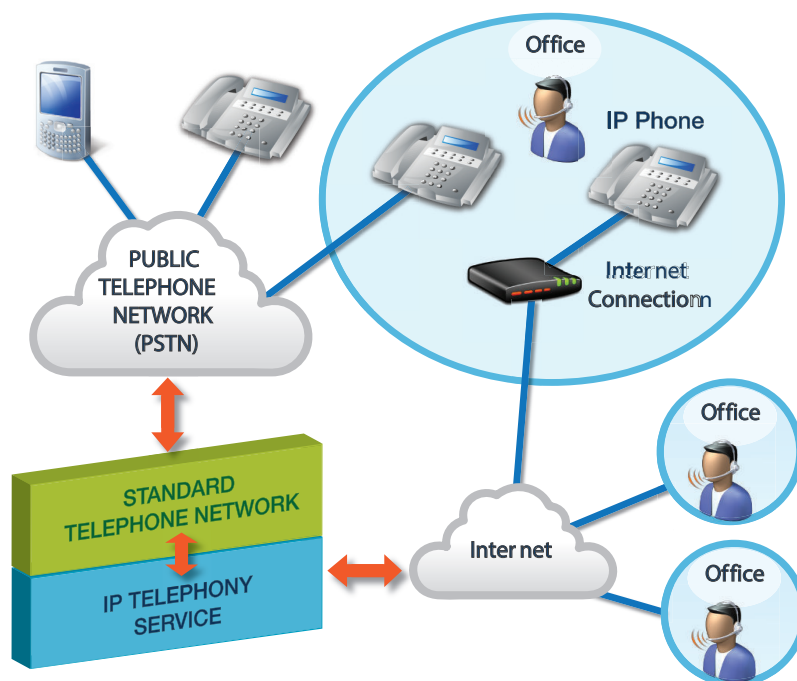 Office
IP Phone
PUBLIC
TELEPHONE
NETWORK
(PSTN)
Internet
Connection
Office
STANDARD
TELEPHONE NETWORK
Internet
IP TELEPHONY
SERVICE
Office